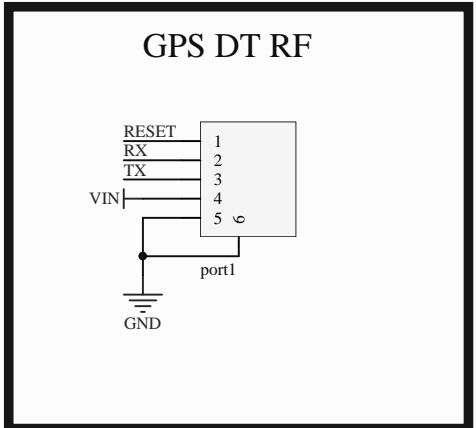 GPS DT RF
RESET 1
RX 2
TX 3
VIN 4
5 6
port1
GND